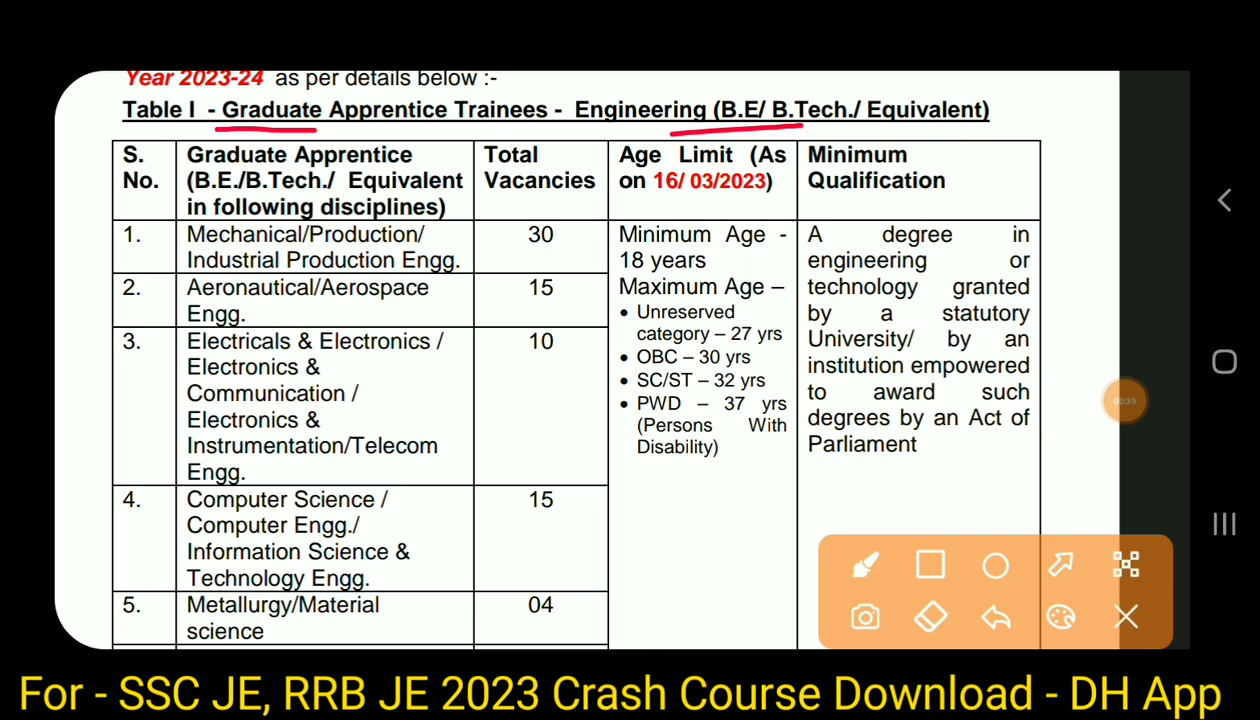 Year 2023-24 as per details below :-
Table I - Graduate Apprentice Trainees - Engineering (B.E/ B.Tech./ Equivalent)
S. No.
Graduate Apprentice
(B.E./B.Tech./ Equivalent
in following disciplines)
Total
Vacancies
Age Limit (As
on 16/ 03/2023)
Minimum
Qualification
1.
Mechanical/Production/
Industrial Production Engg.
30
Minimum Age -
18 years
Maximum Age –
• Unreserved
category – 27 yrs
• OBC – 30 yrs
• SC/ST – 32 yrs
• PWD – 37 yrs
(Persons With
Disability)
A degree in
engineering or
technology granted
by a statutory
University/ by an
institution empowered
to award such
degrees by an Act of
Parliament
2.
Aeronautical/Aerospace
Engg.
15
3.
Electricals & Electronics /
Electronics &
Communication /
Electronics &
Instrumentation/Telecom
Engg.
10
4.
Computer Science /
Computer Engg./
Information Science &
Technology Engg.
15
5.
Metallurgy/Material
science
04
00:39
For - SSC JE, RRB JE 2023 Crash Course Download - DH App